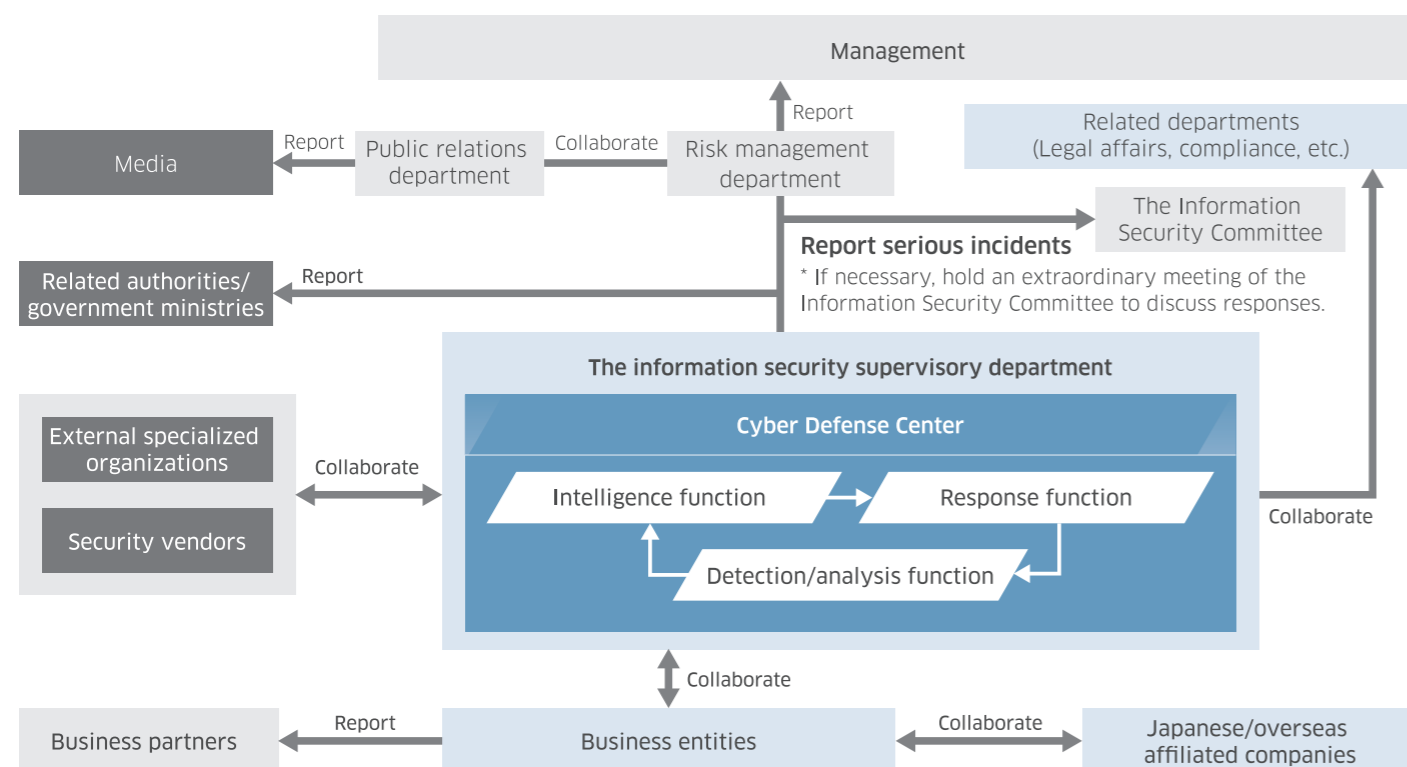 Management
Report
Related departments
(Legal affairs, compliance, etc.)
Media
Report
Public relations
department
Collaborate
Risk management
department
The Information
Security Committee
Report serious incidents
* If necessary, hold an extraordinary meeting of the
Information Security Committee to discuss responses.
Related authorities/
government ministries
Report
The information security supervisory department
Cyber Defense Center
Intelligence function
Response function
Detection/analysis function
External specialized
organizations
Security vendors
Collaborate
Collaborate
Collaborate
Business partners
Report
Business entities
Collaborate
Japanese/overseas
affiliated companies